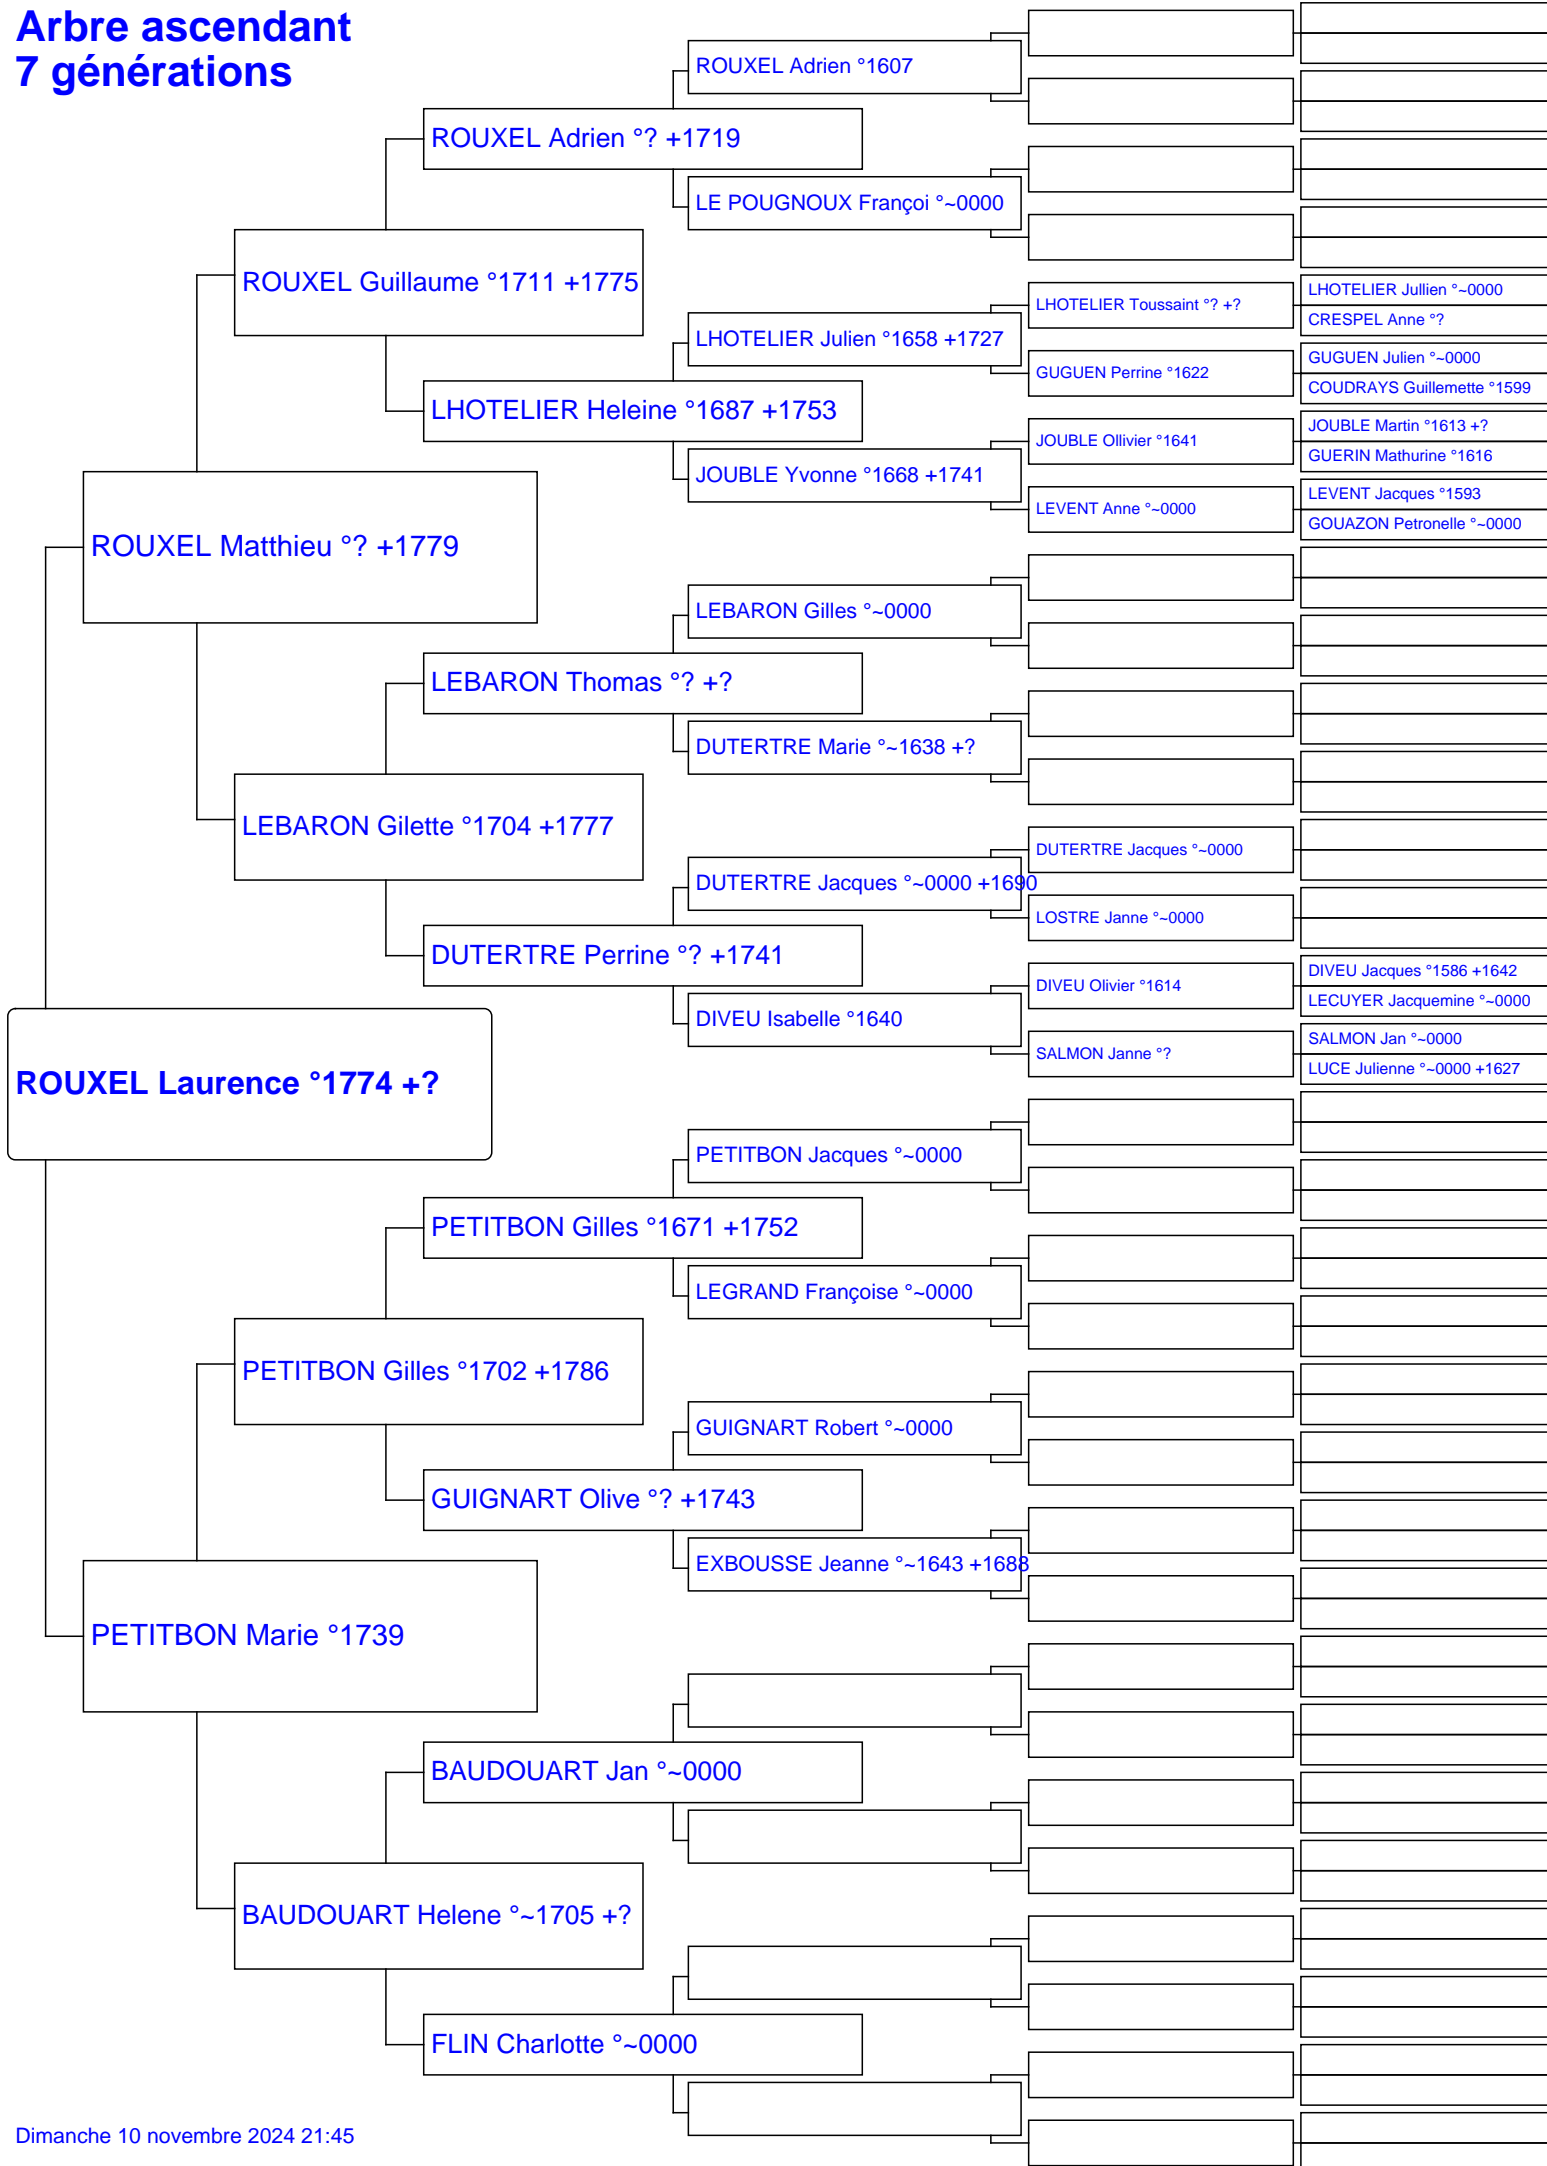 Arbre ascendant
7 générations
ROUXEL Adrien °1607
ROUXEL Adrien °? +1719
LE POUGNOUX Françoi °~0000
ROUXEL Guillaume °1711 +1775
LHOTELIER Jullien °~0000
LHOTELIER Toussaint °? +?
CRESPEL Anne °?
LHOTELIER Julien °1658 +1727
GUGUEN Julien °~0000
GUGUEN Perrine °1622
COUDRAYS Guillemette °1599
LHOTELIER Heleine °1687 +1753
JOUBLE Martin °1613 +?
JOUBLE Ollivier °1641
GUERIN Mathurine °1616
JOUBLE Yvonne °1668 +1741
LEVENT Jacques °1593
LEVENT Anne °~0000
GOUAZON Petronelle °~0000
ROUXEL Matthieu °? +1779
LEBARON Gilles °~0000
LEBARON Thomas °? +?
DUTERTRE Marie °~1638 +?
LEBARON Gilette °1704 +1777
DUTERTRE Jacques °~0000
DUTERTRE Jacques °~0000 +1690
LOSTRE Janne °~0000
DUTERTRE Perrine °? +1741
DIVEU Jacques °1586 +1642
DIVEU Olivier °1614
LECUYER Jacquemine °~0000
DIVEU Isabelle °1640
SALMON Jan °~0000
SALMON Janne °?
LUCE Julienne °~0000 +1627
ROUXEL Laurence °1774 +?
PETITBON Jacques °~0000
PETITBON Gilles °1671 +1752
LEGRAND Françoise °~0000
PETITBON Gilles °1702 +1786
GUIGNART Robert °~0000
GUIGNART Olive °? +1743
EXBOUSSE Jeanne °~1643 +1688
PETITBON Marie °1739
BAUDOUART Jan °~0000
BAUDOUART Helene °~1705 +?
FLIN Charlotte °~0000
Dimanche 10 novembre 2024 21:45